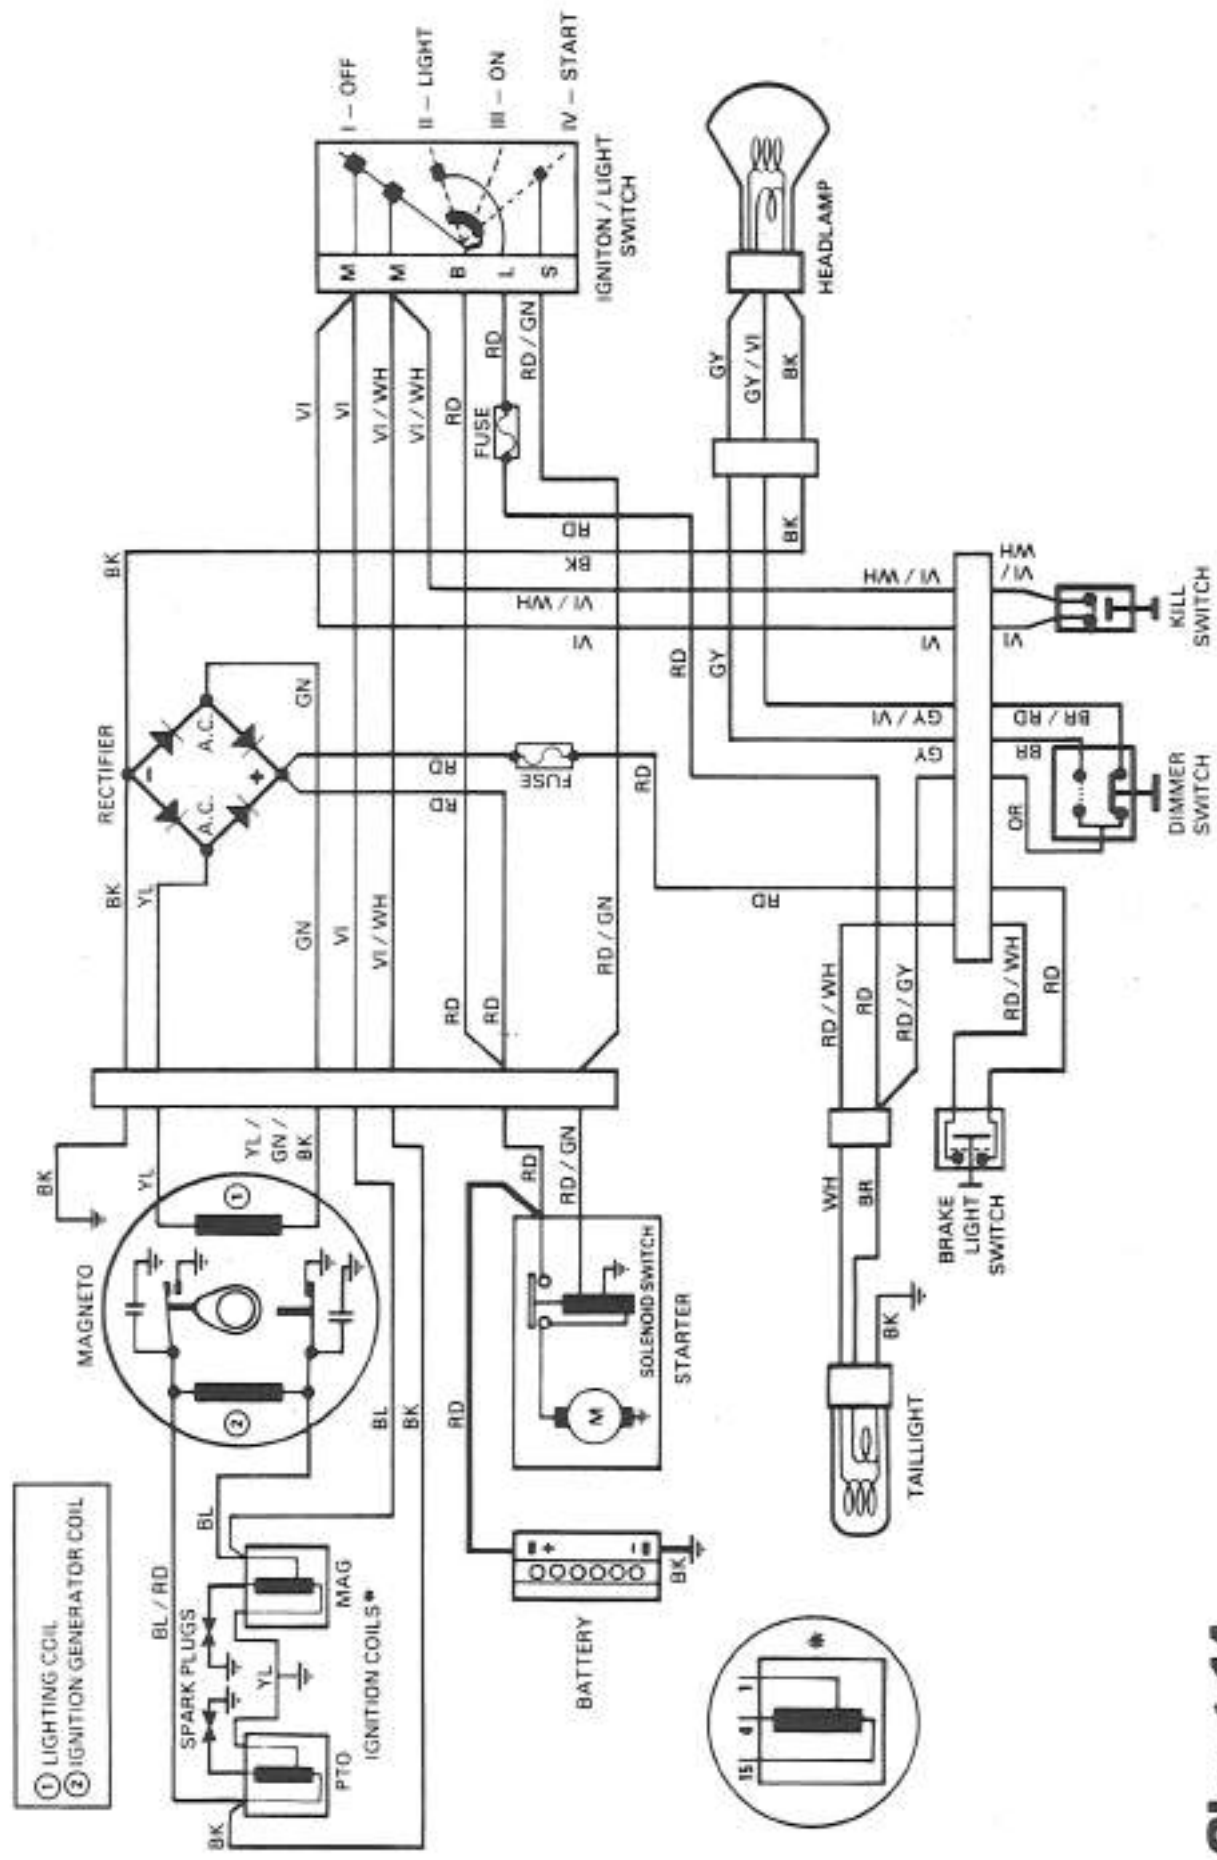 ① LIGHTING COIL
② IGNITION GENERATOR COIL
MAGNETO
①
②
BK
YL
YL /
GN /
BK
BL / RD
BL
BL
BK
BK
SPARK PLUGS
YL
PTO
MAG
IGNITION COILS*
RD
RD
RD / GN
SOLENOID SWITCH
STARTER
M
BATTERY
+
−
BK
15
4
1
*
RECTIFIER
−
+
A.C.
A.C.
BK
BK
YL
GN
GN
VI
VI / WH
RD
RD
RD / GN
RD
RD
FUSE
RD
RD
I – OFF
II – LIGHT
III – ON
IV – START
M
M
B
L
S
IGNITON / LIGHT
SWITCH
VI
VI
VI / WH
VI / WH
RD
RD
RD / GN
FUSE
RD
BK
VI / WH
VI
RD
GY
HEADLAMP
GY
GY / VI
BK
BK
VI / WH
VI
GY / VI
GY
VI /
WH
VI
KILL
SWITCH
BR / RD
BR
OR
DIMMER
SWITCH
RD / WH
RD
RD / GY
RD / WH
RD
WH
BR
BRAKE
LIGHT
SWITCH
BK
TAILLIGHT